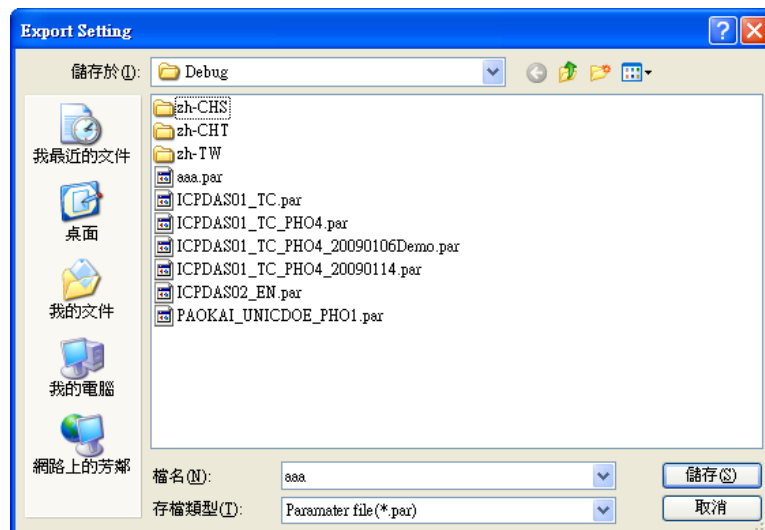 Export Setting
儲存於(I):
Debug
zh-CHS
zh-CHT
zh-TW
aaa.par
ICPDAS01_TC.par
ICPDAS01_TC_PHO4.par
ICPDAS01_TC_PHO4_20090106Demo.par
ICPDAS01_TC_PHO4_20090114.par
ICPDAS02_EN.par
PAOKAI_UNICDOE_PHO1.par
我最近的文件
桌面
我的文件
我的電腦
網路上的芳鄰
檔名(N):
aaa
儲存(S)
存檔類型(T):
Paramater file(*.par)
取消